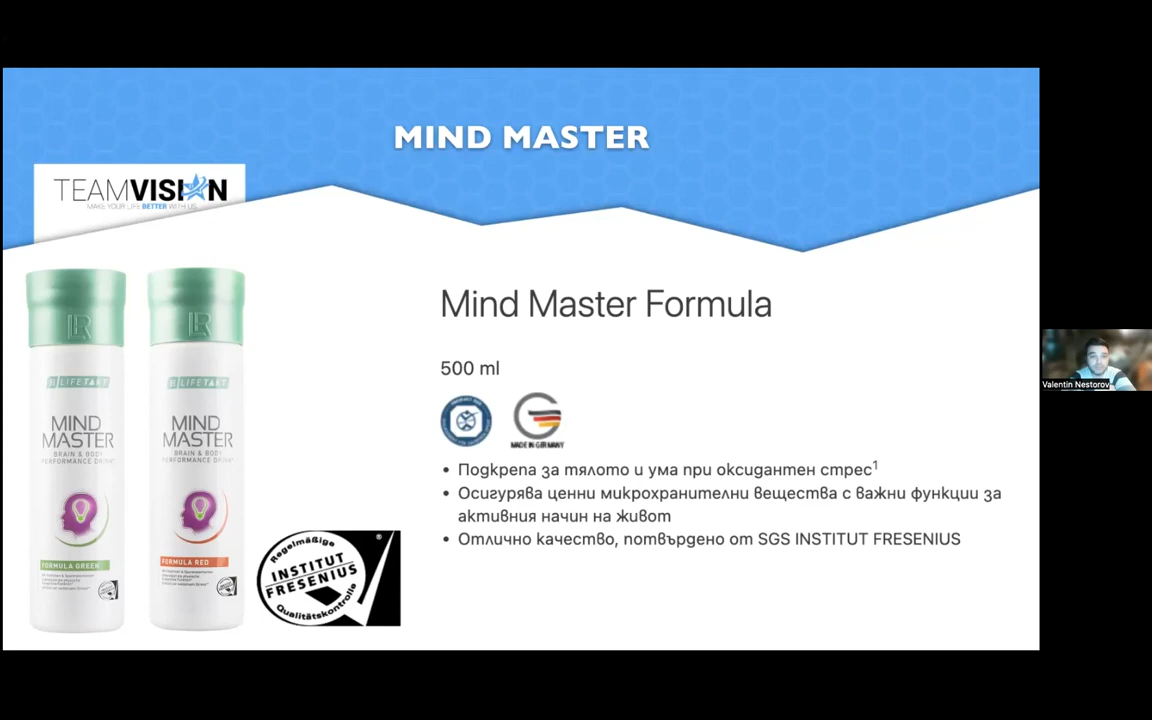 MIND MASTER
TEAMVISION
MAKE YOUR LIFE BETTER WITH US
Mind Master Formula
500 ml
MADE IN GERMANY
• Подкрепа за тялото и ума при оксидантен стрес1
• Осигурява ценни микрохранителни вещества с важни функции за
активния начин на живот
• Отлично качество, потвърдено от SGS INSTITUT FRESENIUS
LR
LR
LR LIFETAKT
LR LIFETAKT
MIND
MASTER
BRAIN & BODY
PERFORMANCE DRINK
MIND
MASTER
BRAIN & BODY
PERFORMANCE DRINK
FORMULA GREEN
FORMULA RED
Regelmäßige
INSTITUT
FRESENIUS
Qualitätskontrolle
®
Valentin Nestorov